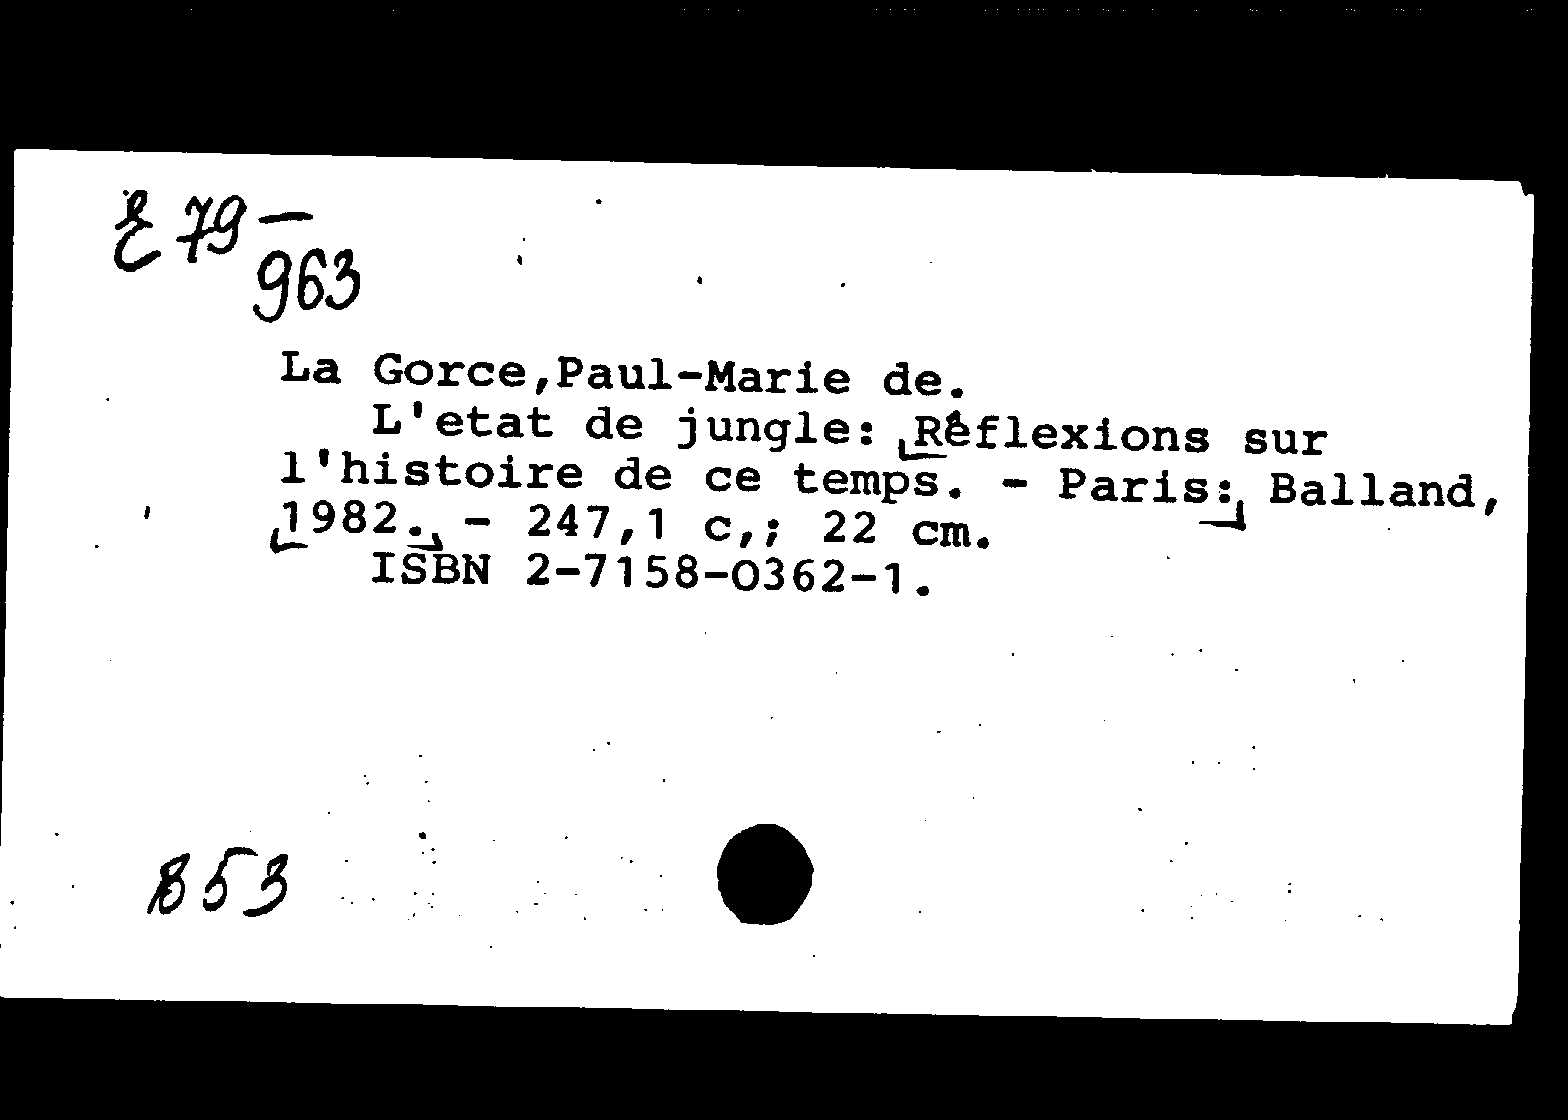 E 79-
963
La Gorce,Paul-Marie de.
L'etat de jungle: Réflexions sur
l'histoire de ce temps. - Paris: Balland,
1982. - 247,1 c,; 22 cm.
ISBN 2-7158-0362-1.
B53